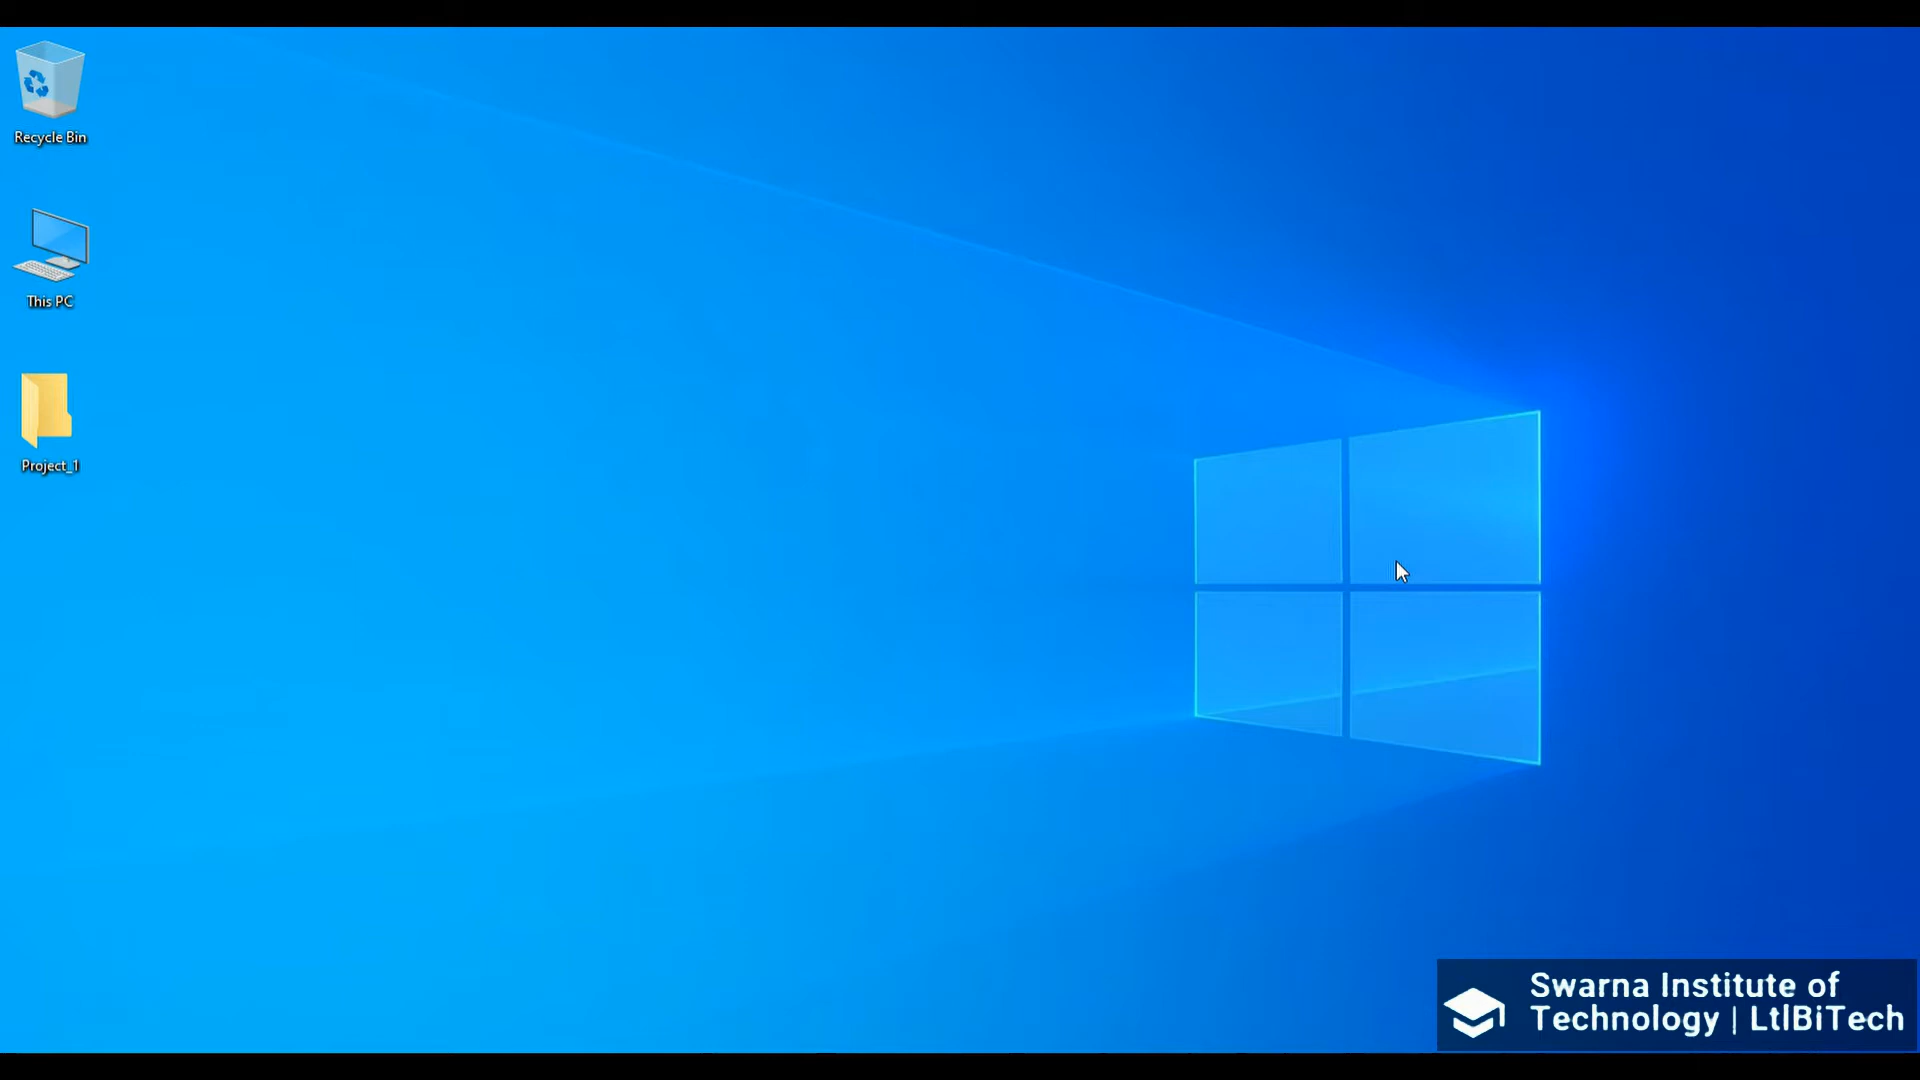 Recycle Bin
This PC
Project_1
Swarna Institute of
Technology | LtlBiTech